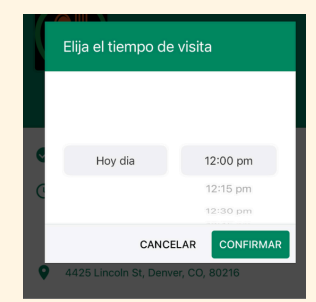 Elija el tiempo de visita
Hoy dia 12:00 pm
12:15 pm
12:30 pm
CANCELAR CONFIRMAR
4425 Lincoln St, Denver, CO, 80216